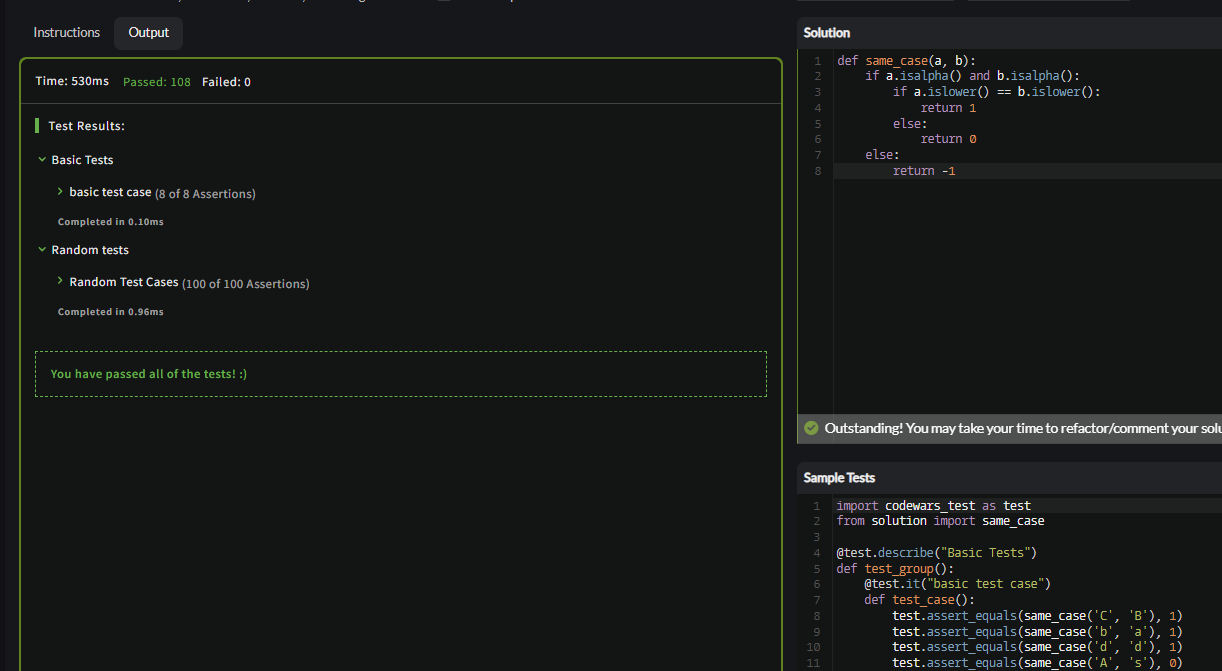 Instructions
Output
Time: 530ms Passed: 108 Failed: 0
Test Results:
Basic Tests
basic test case (8 of 8 Assertions)
Completed in 0.10ms
Random tests
Random Test Cases (100 of 100 Assertions)
Completed in 0.96ms
You have passed all of the tests! :)
Solution
1 def same_case(a, b):
2     if a.isalpha() and b.isalpha():
3         if a.islower() == b.islower():
4             return 1
5         else:
6             return 0
7     else:
8         return -1
Outstanding! You may take your time to refactor/comment your solu
Sample Tests
1 import codewars_test as test
2 from solution import same_case
3
4 @test.describe("Basic Tests")
5 def test_group():
6     @test.it("basic test case")
7     def test_case():
8         test.assert_equals(same_case('C', 'B'), 1)
9         test.assert_equals(same_case('b', 'a'), 1)
10         test.assert_equals(same_case('d', 'd'), 1)
11         test.assert_equals(same_case('A', 's'), 0)